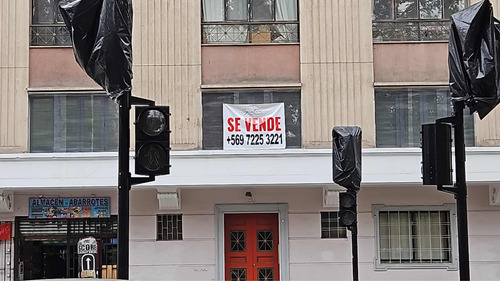 SE VENDE
+569 7225 3221
ALMACEN - ABARROTES